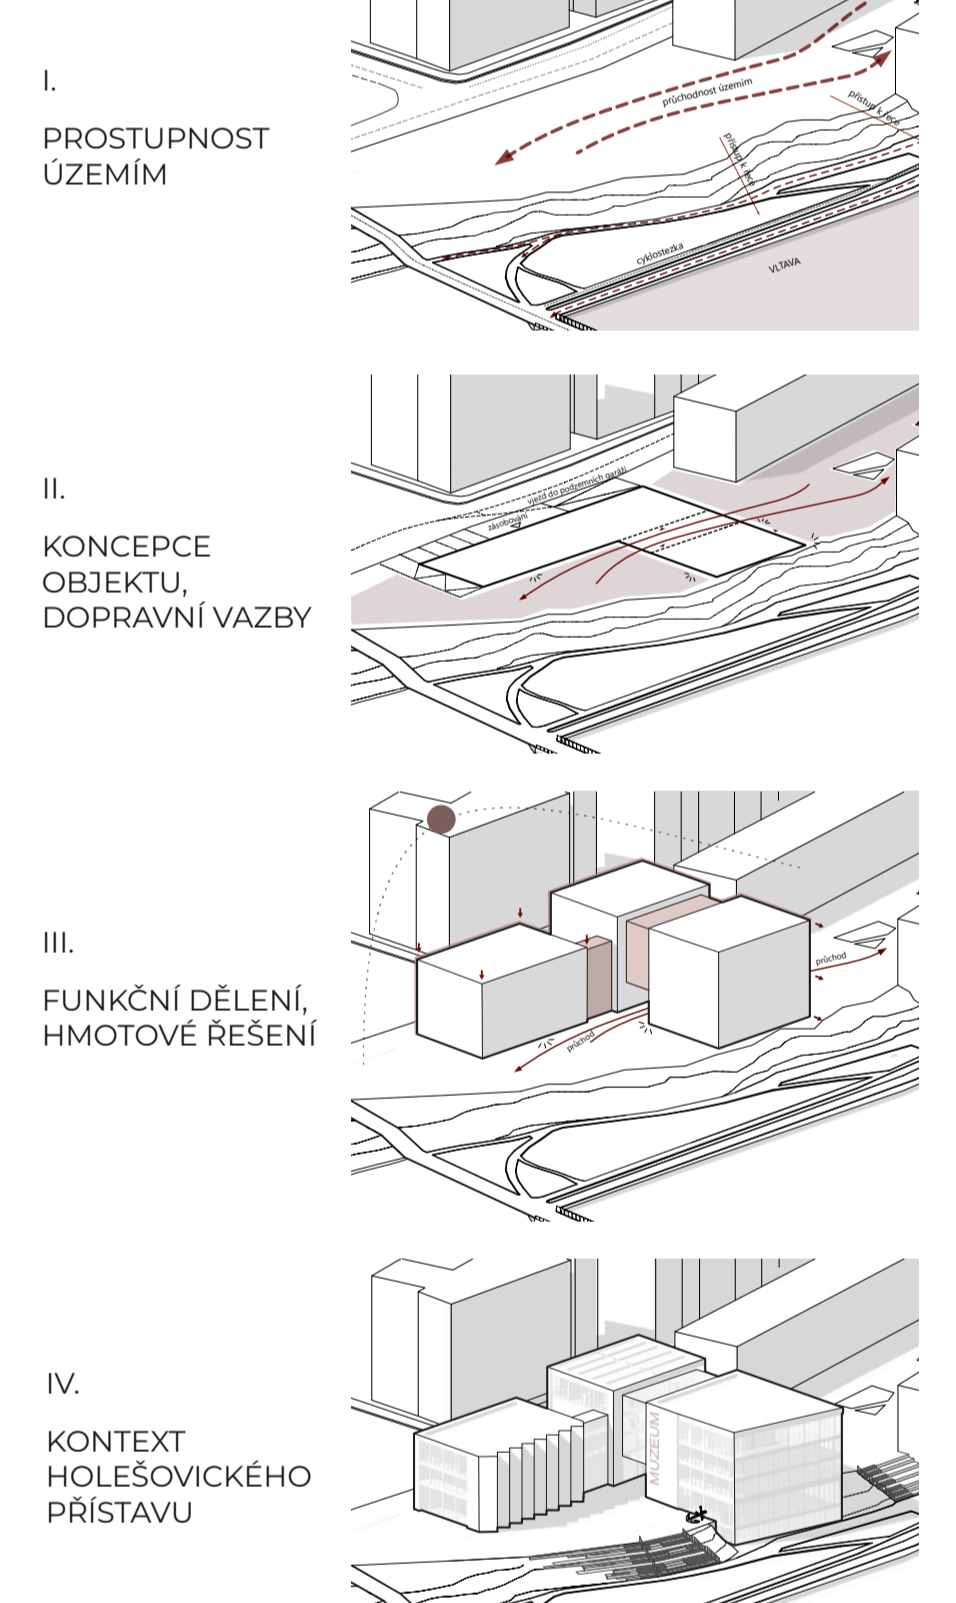 I.
PROSTUPNOST
ÚZEMÍM
průchodnost územím
přístup k řece
přístup k řece
cyklostezka
VLTAVA
II.
KONCEPCE
OBJEKTU,
DOPRAVNÍ VAZBY
vjezd do podzemních garáží
zásobování
III.
FUNKČNÍ DĚLENÍ,
HMOTOVÉ ŘEŠENÍ
průchod
průchod
IV.
KONTEXT
HOLEŠOVICKÉHO
PŘÍSTAVU
MUZEUM